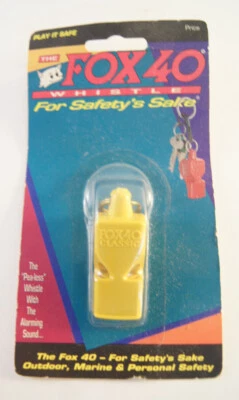 PLAY IT SAFE
Price
THE
FOX 40
WHISTLE
For Safety's Sake
FOX 40
CLASSIC
The
"Pea-less"
Whistle
With
The
Alarming
Sound...
The Fox 40 – For Safety's Sake
Outdoor, Marine & Personal Safety